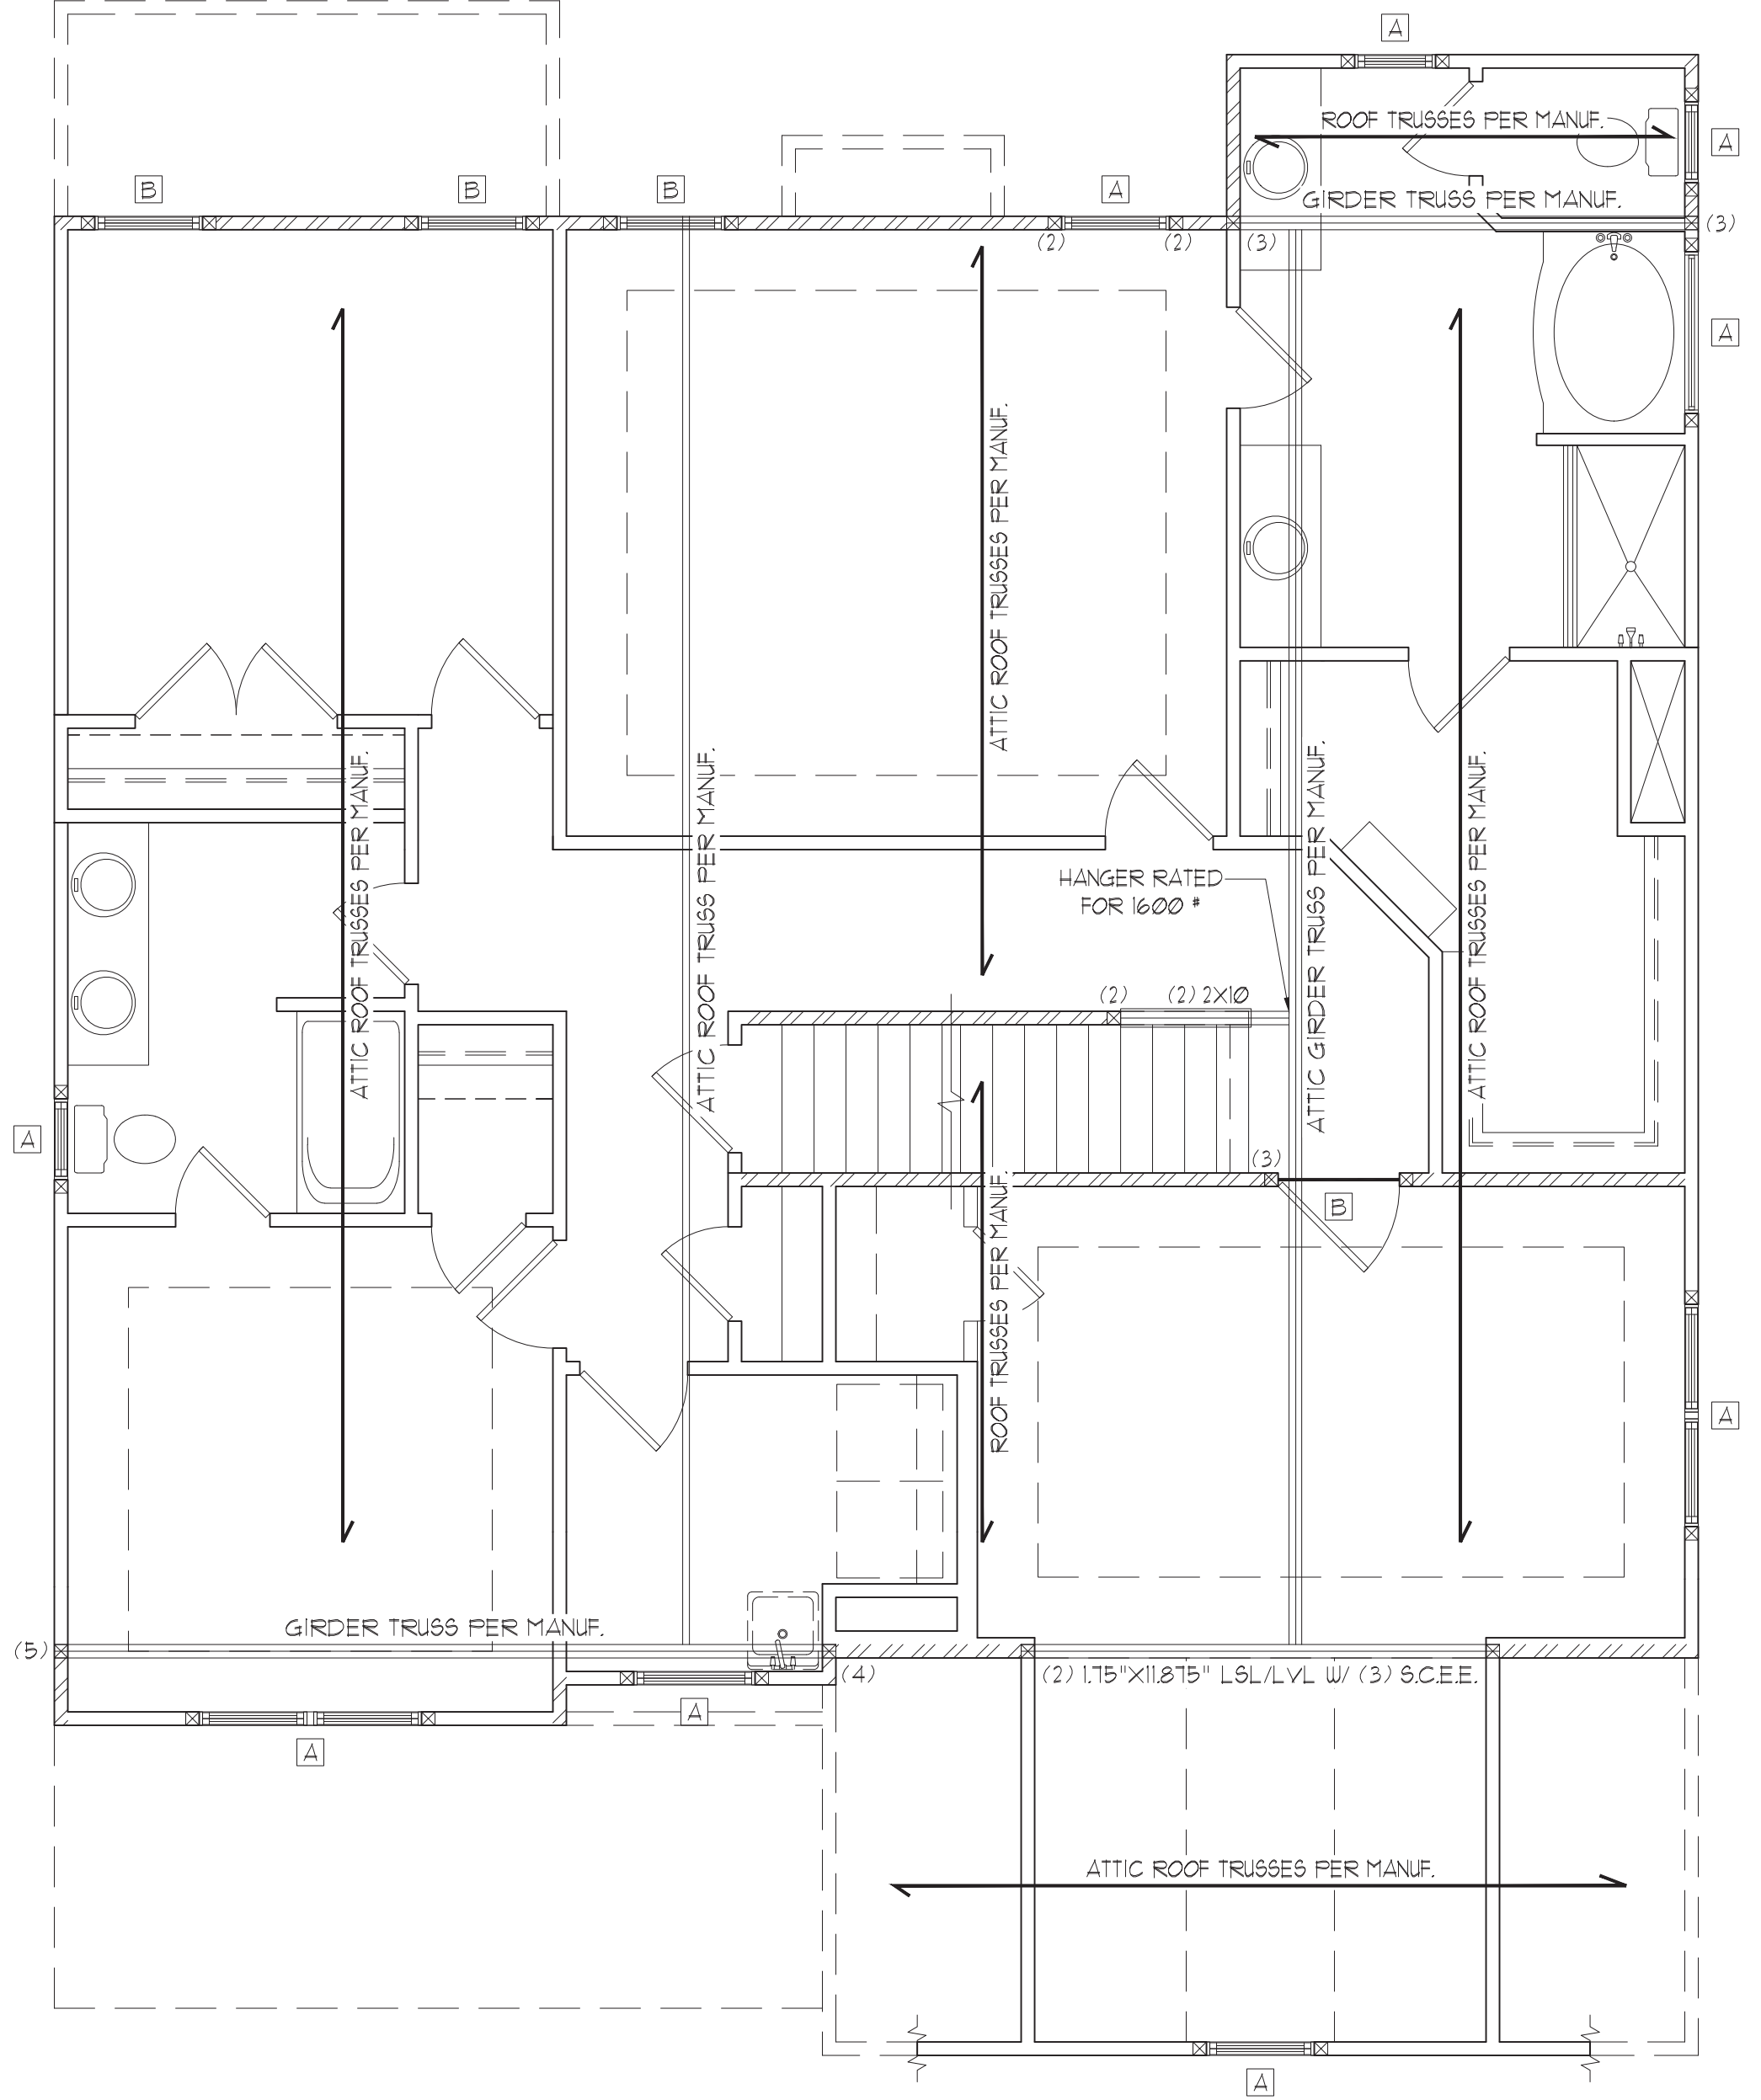 A
ROOF TRUSSES PER MANUF.
A
B
B
B
A
GIRDER TRUSS PER MANUF.
(2)
(2)
(3)
(3)
A
ATTIC ROOF TRUSSES PER MANUF.
ATTIC ROOF TRUSSES PER MANUF.
ATTIC ROOF TRUSS PER MANUF.
ATTIC GIRDER TRUSS PER MANUF.
ATTIC ROOF TRUSSES PER MANUF.
HANGER RATED
FOR 1600 #
(2)
(2) 2X10
A
(3)
B
ROOF TRUSSES PER MANUF.
A
GIRDER TRUSS PER MANUF.
(5)
(4)
(2) 1.75"X11.875" LSL/LVL W/ (3) S.C.E.E.
A
A
ATTIC ROOF TRUSSES PER MANUF.
A